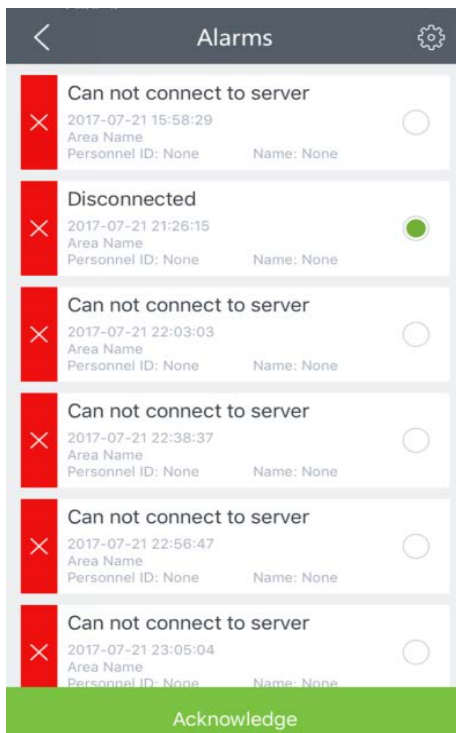 Alarms
Can not connect to server
2017-07-21 15:58:29
Area Name
Personnel ID: None Name: None
Disconnected
2017-07-21 21:26:15
Area Name
Personnel ID: None Name: None
Can not connect to server
2017-07-21 22:03:03
Area Name
Personnel ID: None Name: None
Can not connect to server
2017-07-21 22:38:37
Area Name
Personnel ID: None Name: None
Can not connect to server
2017-07-21 22:56:47
Area Name
Personnel ID: None Name: None
Can not connect to server
2017-07-21 23:05:04
Area Name
Personnel ID: None Name: None
Acknowledge